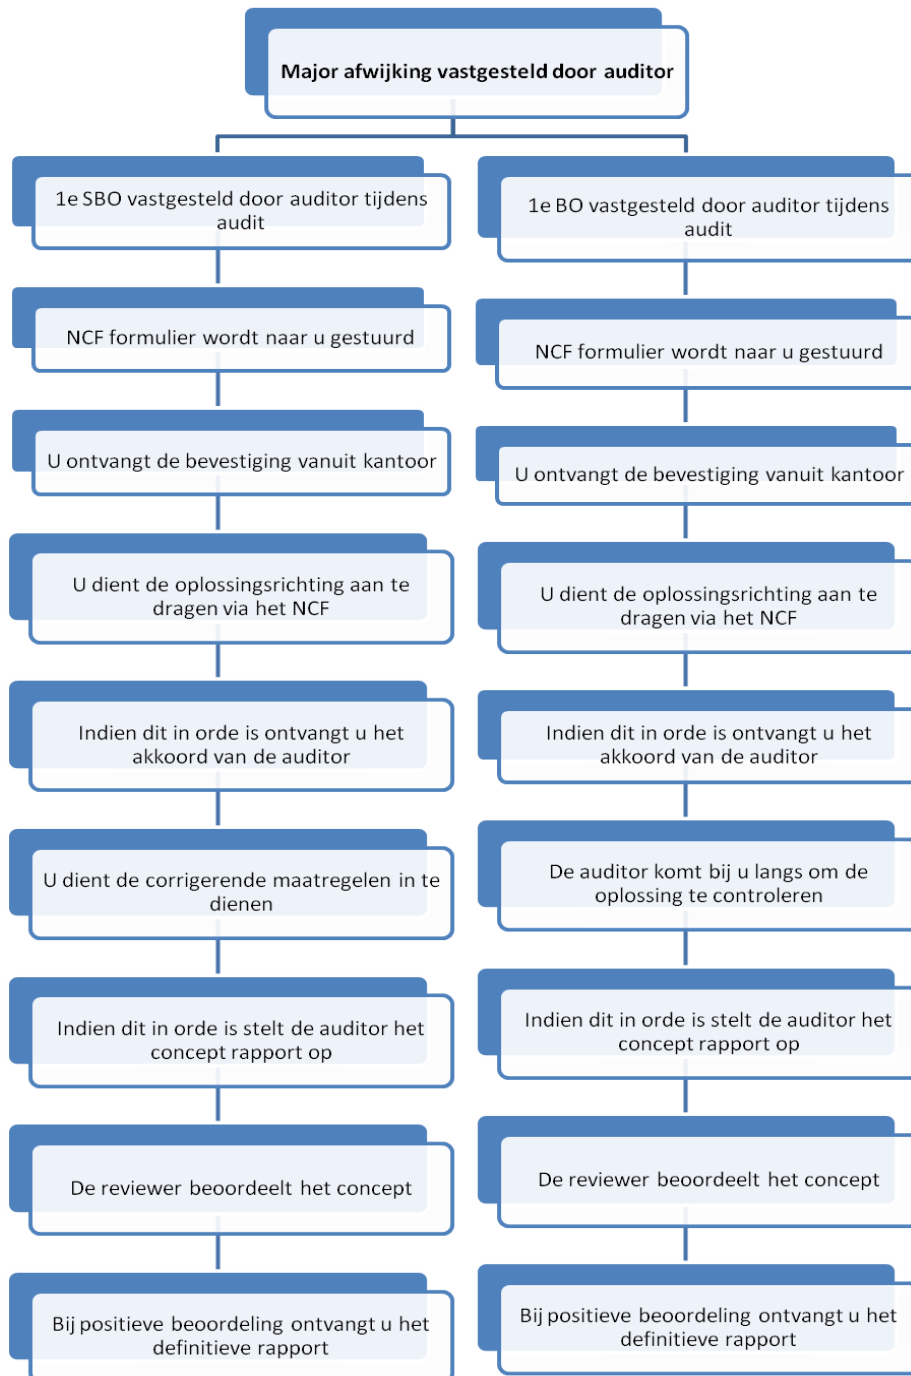 Major afwijking vastgesteld door auditor
1e SBO vastgesteld door auditor tijdens
audit
NCF formulier wordt naar u gestuurd
U ontvangt de bevestiging vanuit kantoor
U dient de oplossingsrichting aan te
dragen via het NCF
Indien dit in orde is ontvangt u het
akkoord van de auditor
U dient de corrigerende maatregelen in te
dienen
Indien dit in orde is stelt de auditor het
concept rapport op
De reviewer beoordeelt het concept
Bij positieve beoordeling ontvangt u het
definitieve rapport
1e BO vastgesteld door auditor tijdens
audit
NCF formulier wordt naar u gestuurd
U ontvangt de bevestiging vanuit kantoor
U dient de oplossingsrichting aan te
dragen via het NCF
Indien dit in orde is ontvangt u het
akkoord van de auditor
De auditor komt bij u langs om de
oplossing te controleren
Indien dit in orde is stelt de auditor het
concept rapport op
De reviewer beoordeelt het concept
Bij positieve beoordeling ontvangt u het
definitieve rapport